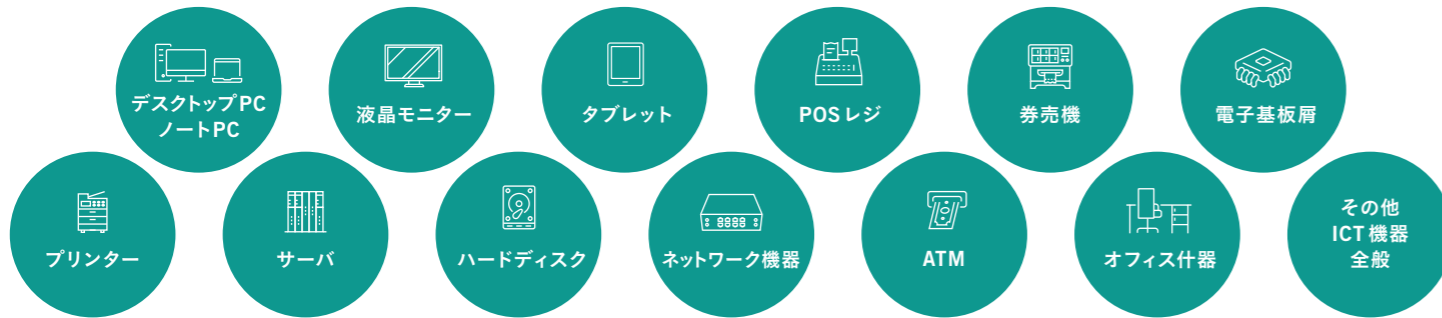 デスクトップPC
ノートPC
液晶モニター
タブレット
POSレジ
券売機
電子基板屑
プリンター
サーバ
ハードディスク
ネットワーク機器
ATM
オフィス什器
その他
ICT機器
全般